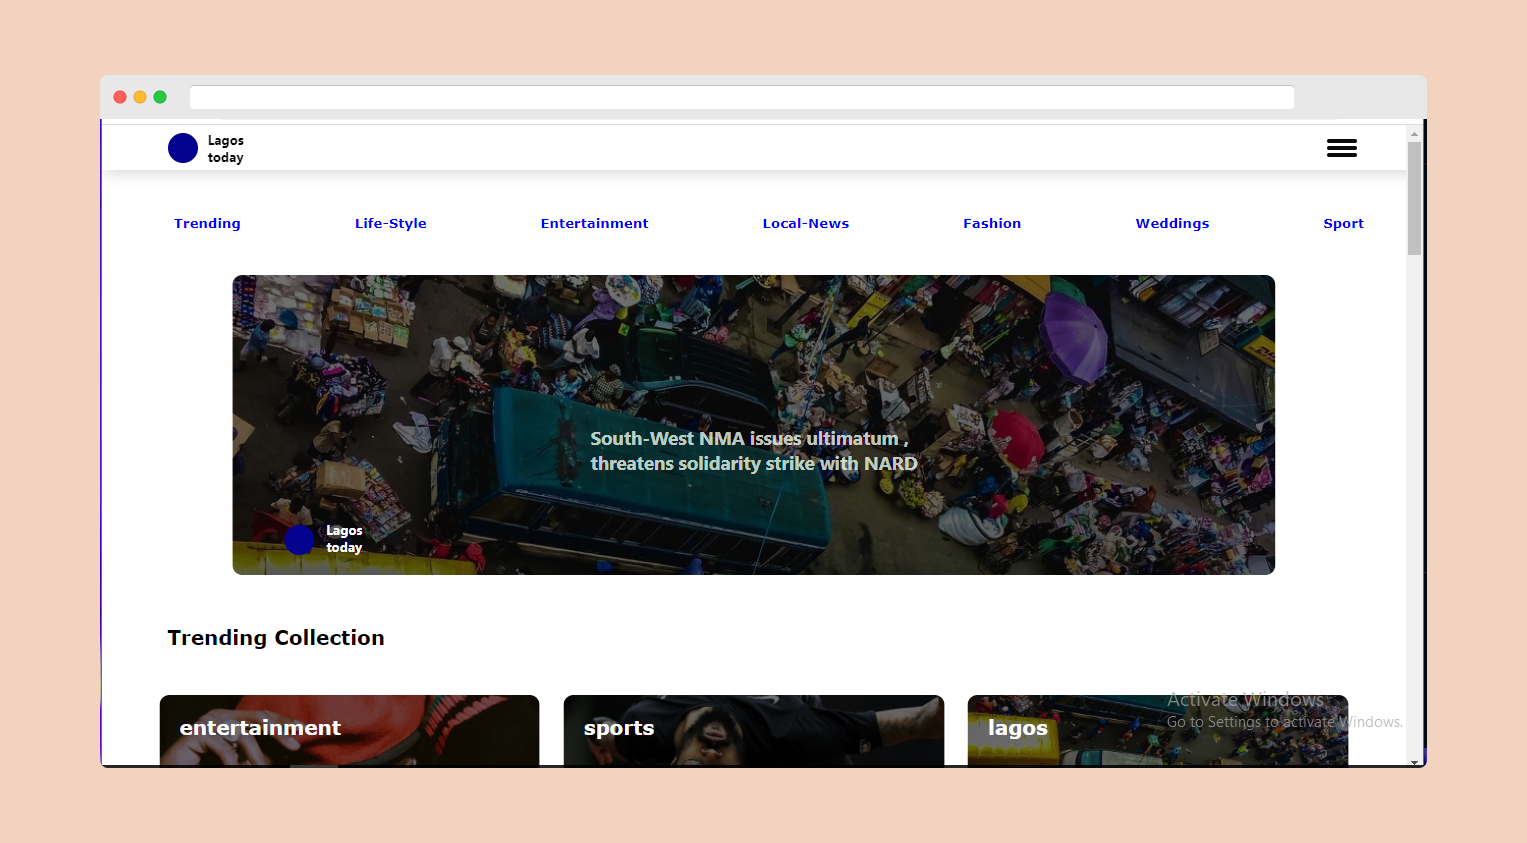 Lagos
today
Trending Life-Style Entertainment Local-News Fashion Weddings Sport
South-West NMA issues ultimatum ,
threatens solidarity strike with NARD
Lagos
today
Trending Collection
entertainment sports lagos
Activate Windows
Go to Settings to activate Windows.